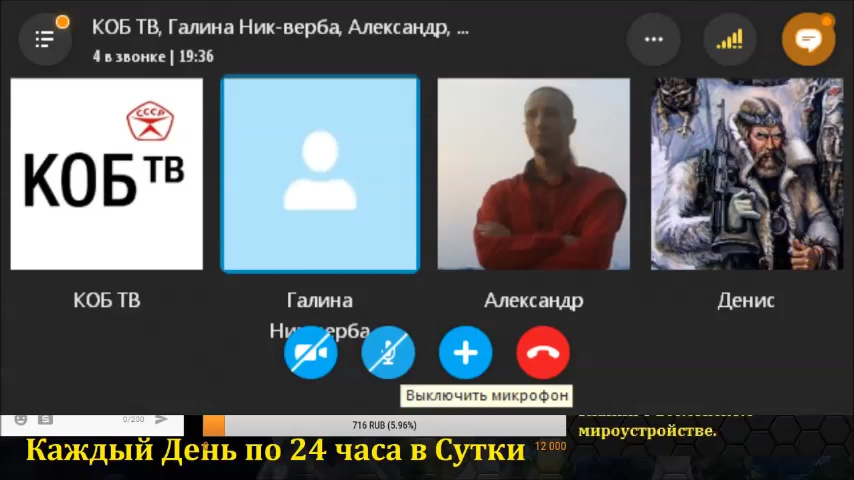 КОБ ТВ, Галина Ник-верба, Александр, ...
4 в звонке | 19:36
СССР
КОБ ТВ
КОБ ТВ
Галина
Ник-верба
Александр
Денис
Выключить микрофон
0/200
716 RUB (5.96%)
12 000
мироустройстве.
Каждый День по 24 часа в Сутки